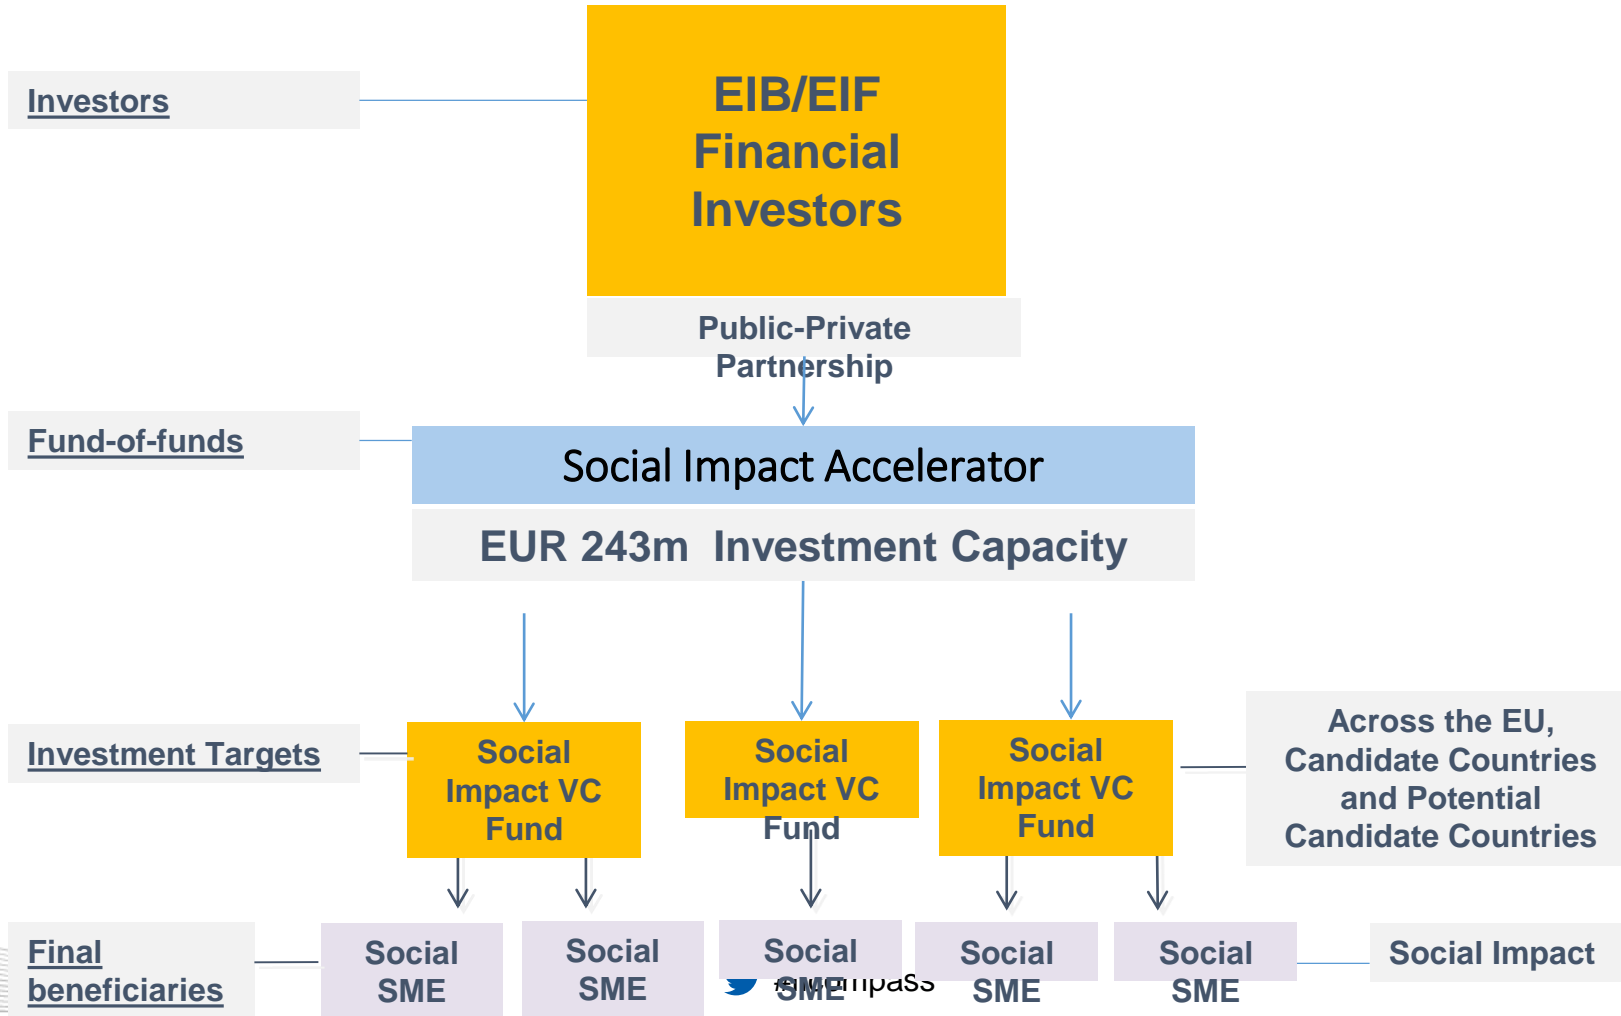 Investors
EIB/EIF
Financial
Investors
Public-Private
Partnership
Fund-of-funds
Social Impact Accelerator
EUR 243m Investment Capacity
Investment Targets
Social
Impact VC
Fund
Social
Impact VC
Fund
Social
Impact VC
Fund
Across the EU,
Candidate Countries
and Potential
Candidate Countries
Final
beneficiaries
Social
SME
Social
SME
Social
SME
Social
SME
Social
SME
Social Impact